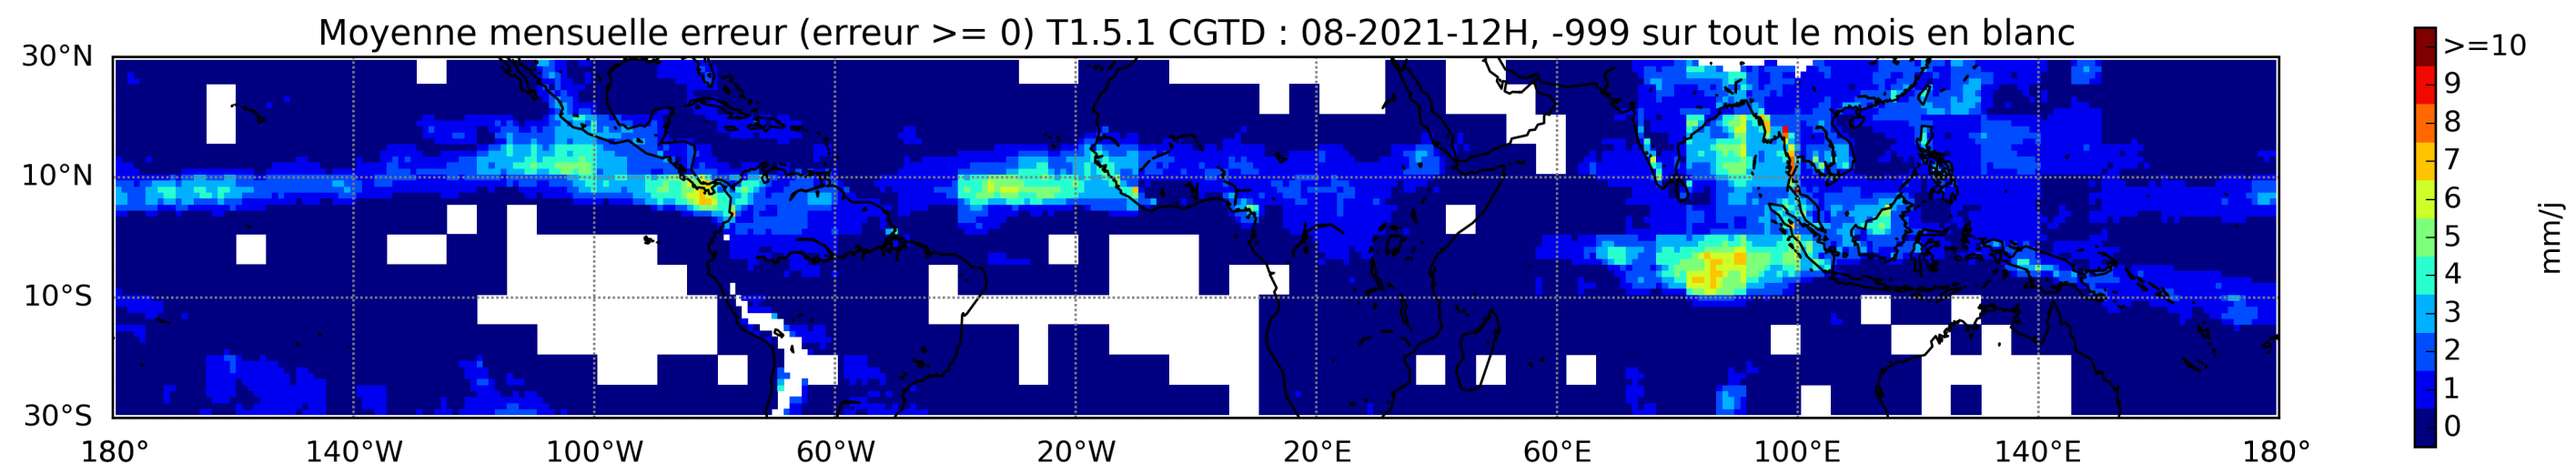 Moyenne mensuelle erreur (erreur >= 0) T1.5.1 CGTD : 08-2021-12H, -999 sur tout le mois en blanc
30°N
10°N
10°S
30°S
180°
140°W
100°W
60°W
20°W
20°E
60°E
100°E
140°E
180°
>=10
9
8
7
6
5
4
3
2
1
0
mm/j